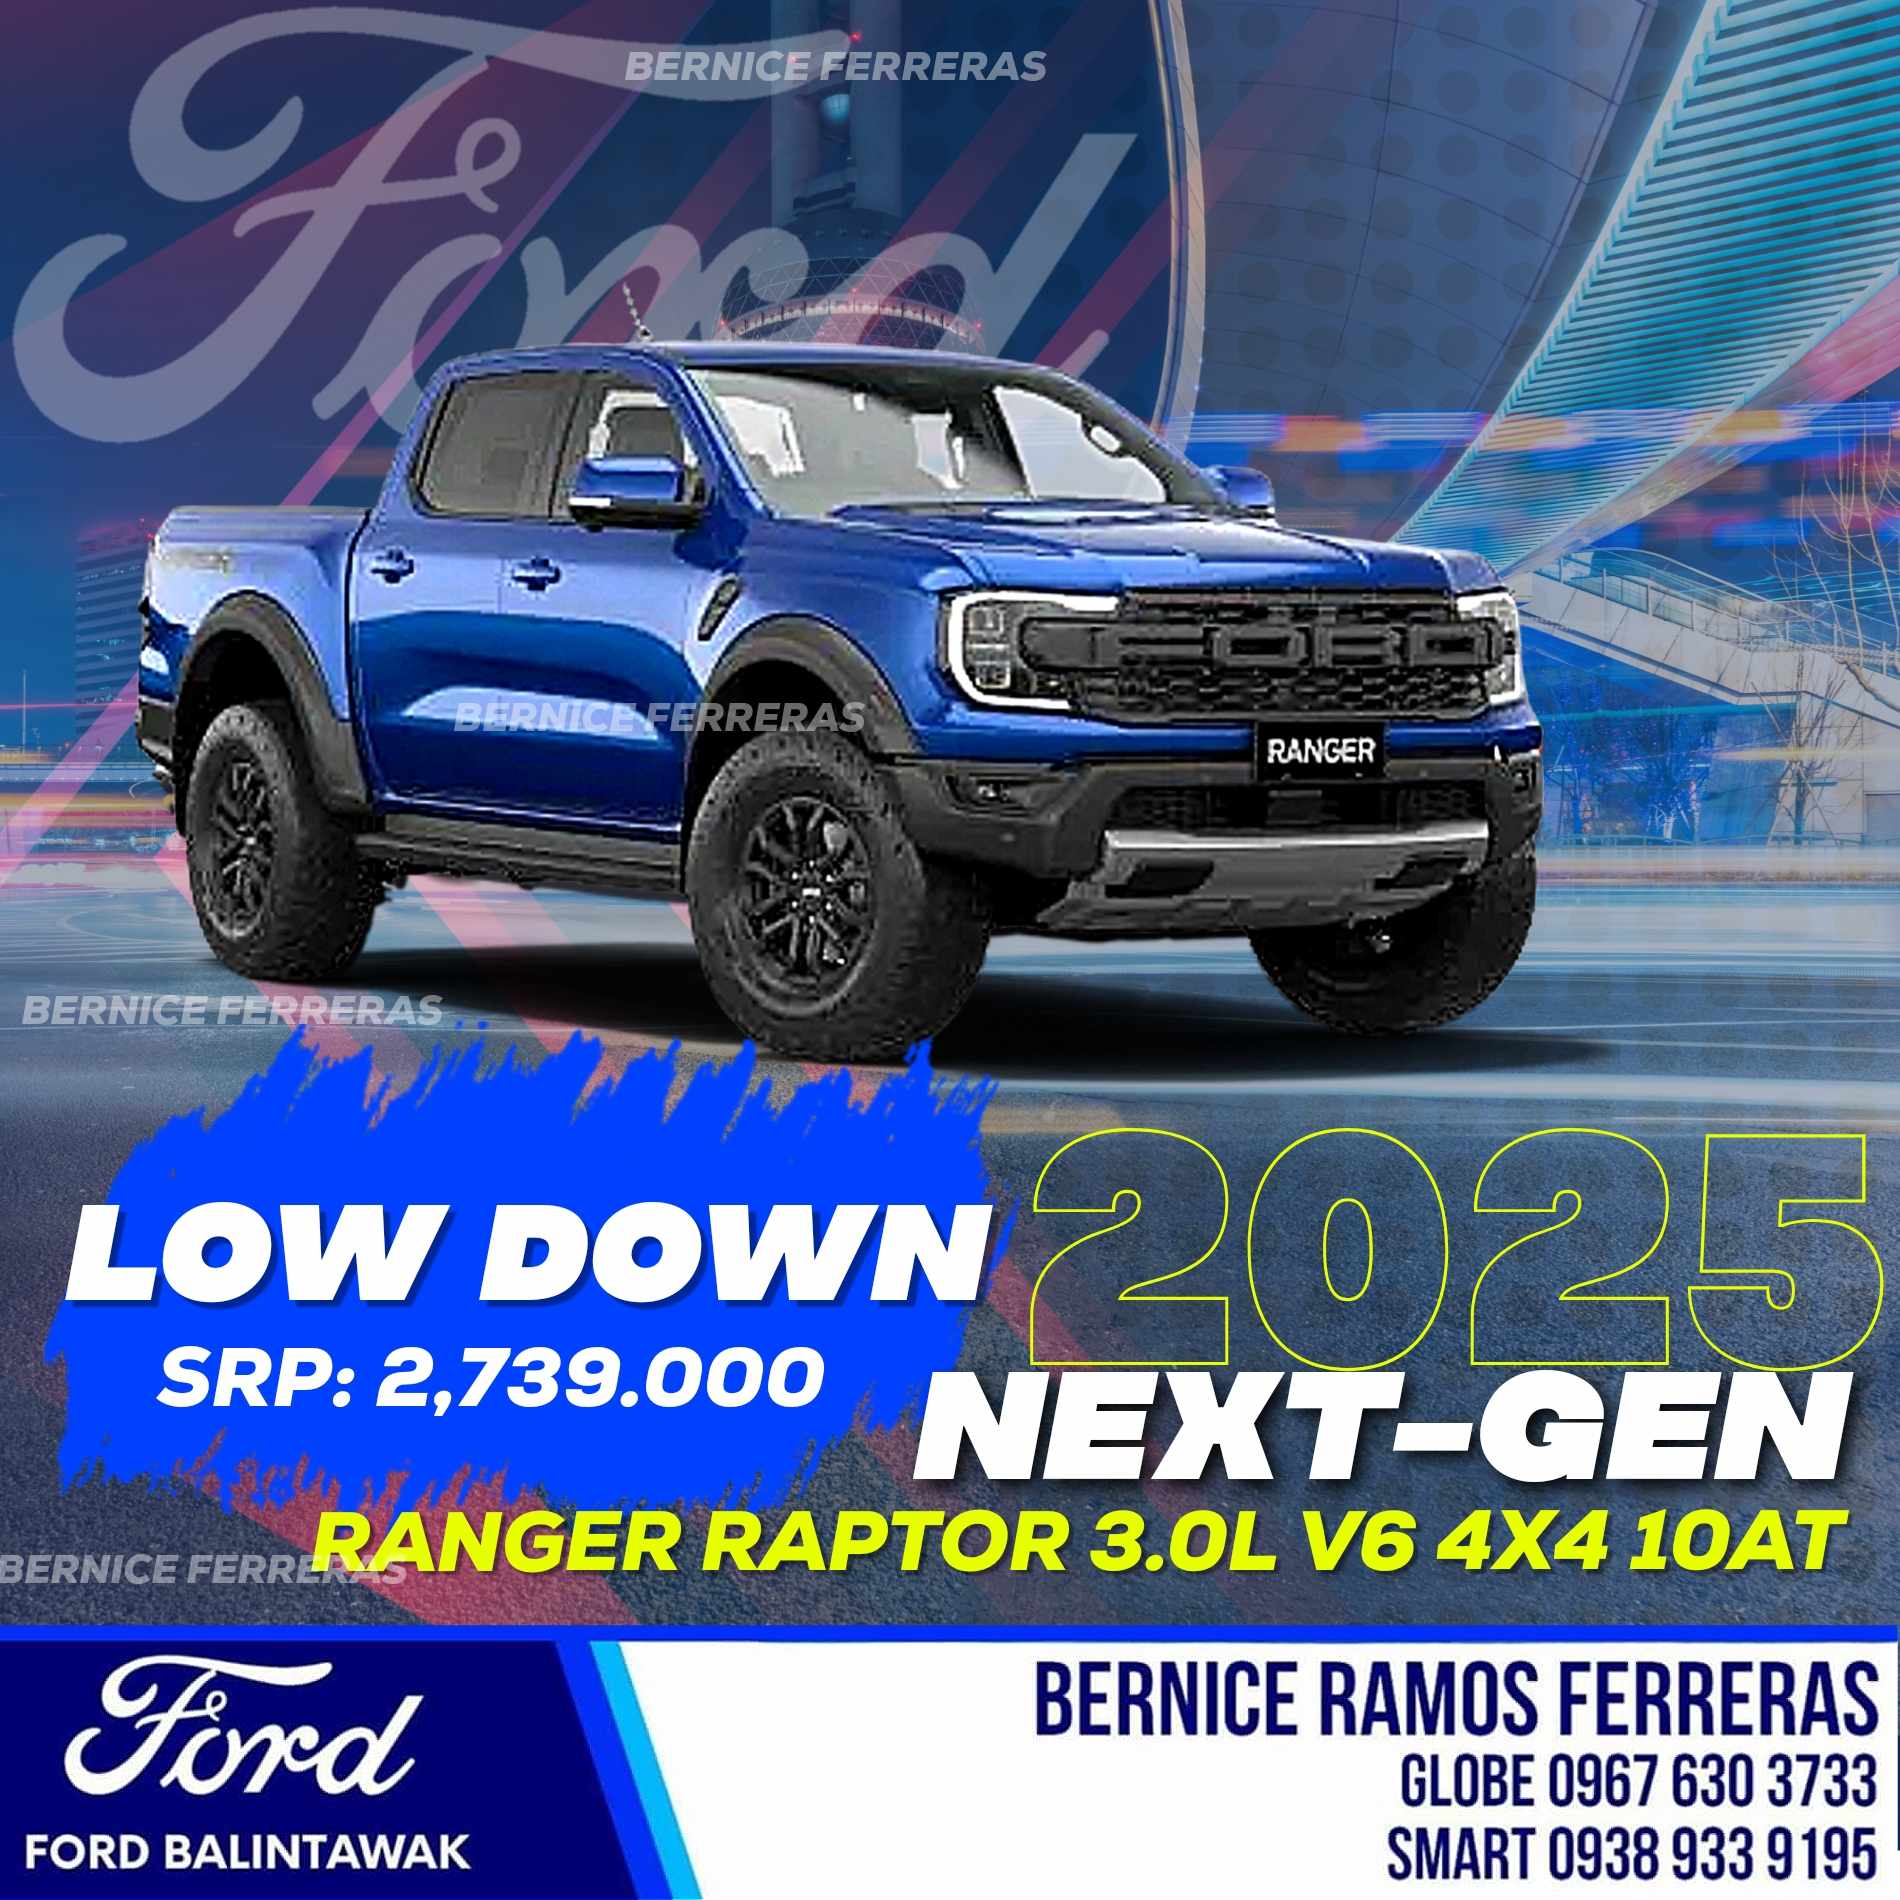 Ford
BERNICE FERRERAS
FORD
RANGER
BERNICE FERRERAS
BERNICE FERRERAS
2025
LOW DOWN
SRP: 2,739.000
NEXT-GEN
RANGER RAPTOR 3.0L V6 4X4 10AT
BERNICE FERRERAS
Ford
FORD BALINTAWAK
BERNICE RAMOS FERRERAS
GLOBE 0967 630 3733
SMART 0938 933 9195